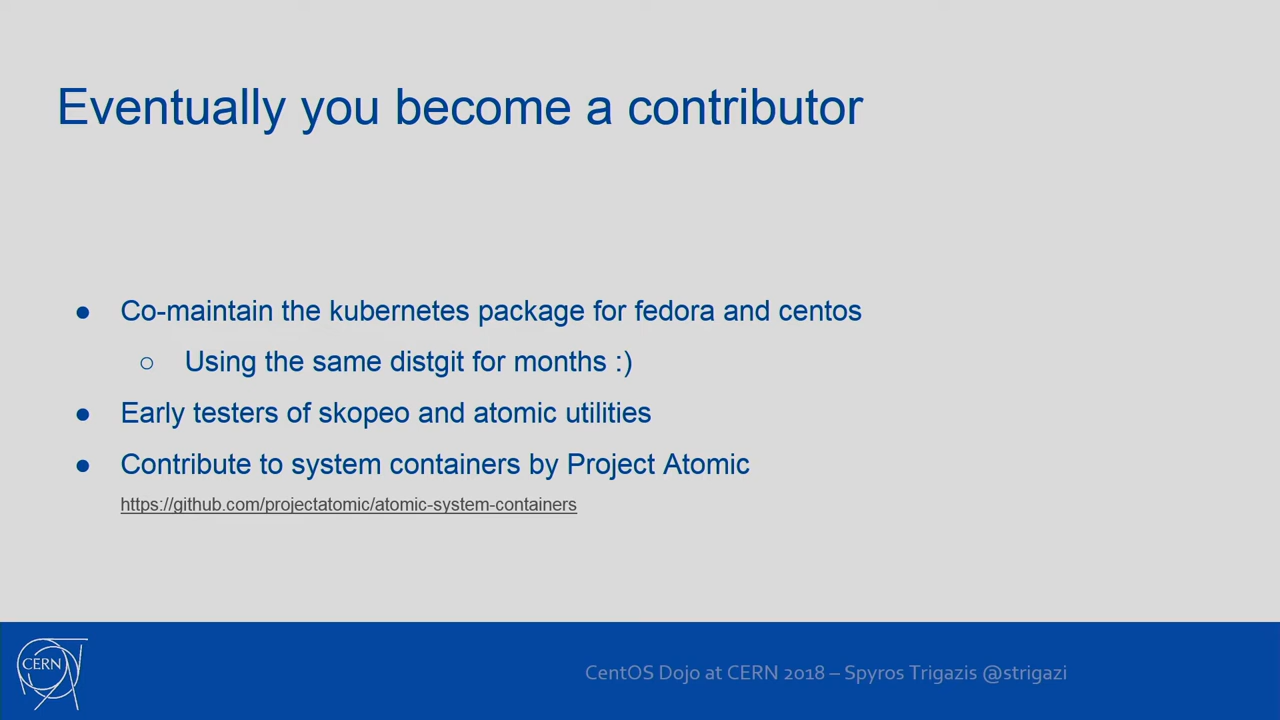 Eventually you become a contributor
● Co-maintain the kubernetes package for fedora and centos
○ Using the same distgit for months :)
● Early testers of skopeo and atomic utilities
● Contribute to system containers by Project Atomic
https://github.com/projectatomic/atomic-system-containers
CERN
CentOS Dojo at CERN 2018 – Spyros Trigazis @strigazi